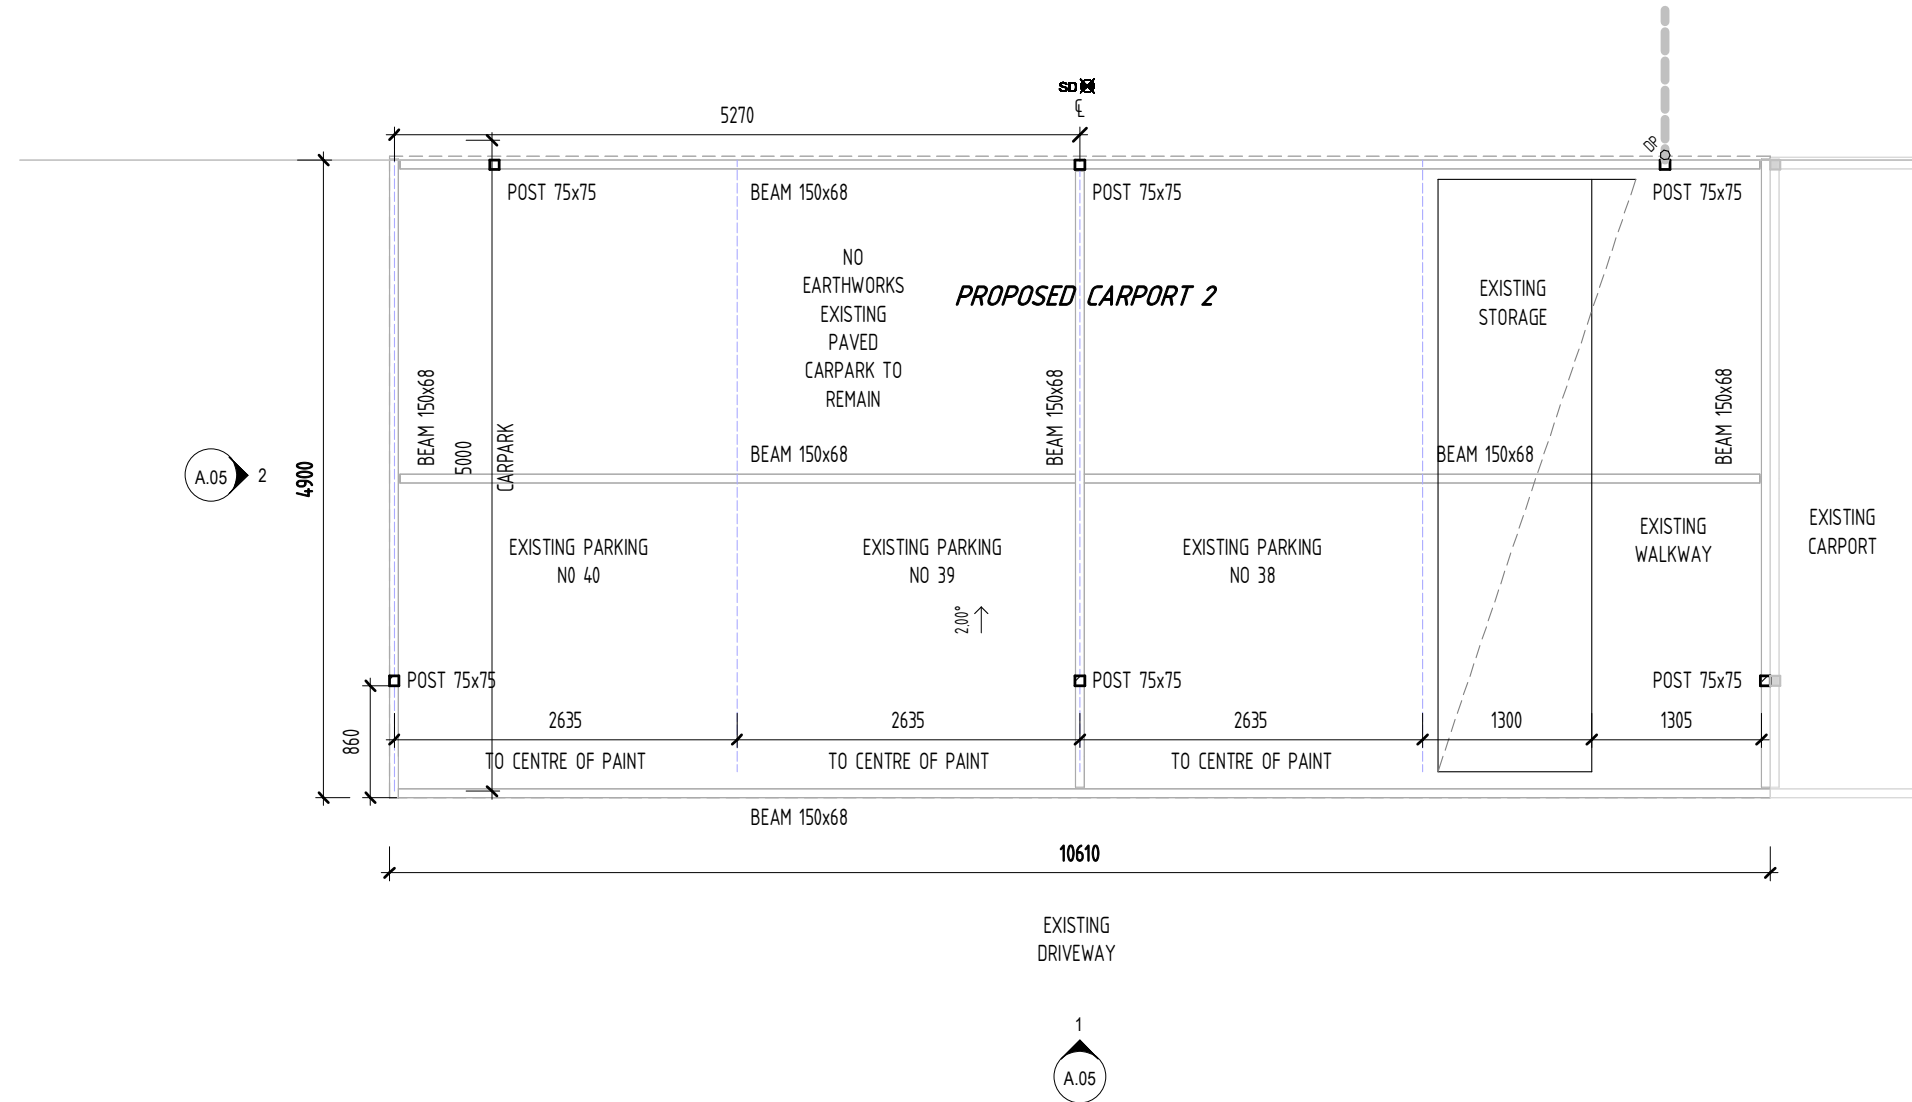 SD
℄
5270
DP
POST 75x75
BEAM 150x68
POST 75x75
POST 75x75
NO
EARTHWORKS
EXISTING
PAVED
CARPARK TO
REMAIN
PROPOSED CARPORT 2
EXISTING
STORAGE
BEAM 150x68
5000
CARPARK
BEAM 150x68
BEAM 150x68
BEAM 150x68
BEAM 150x68
A.05
2
4900
EXISTING PARKING
NO 40
EXISTING PARKING
NO 39
EXISTING PARKING
NO 38
EXISTING
WALKWAY
EXISTING
CARPORT
2.00°
POST 75x75
POST 75x75
POST 75x75
860
2635
2635
2635
1300
1305
TO CENTRE OF PAINT
TO CENTRE OF PAINT
TO CENTRE OF PAINT
BEAM 150x68
10610
EXISTING
DRIVEWAY
1
A.05